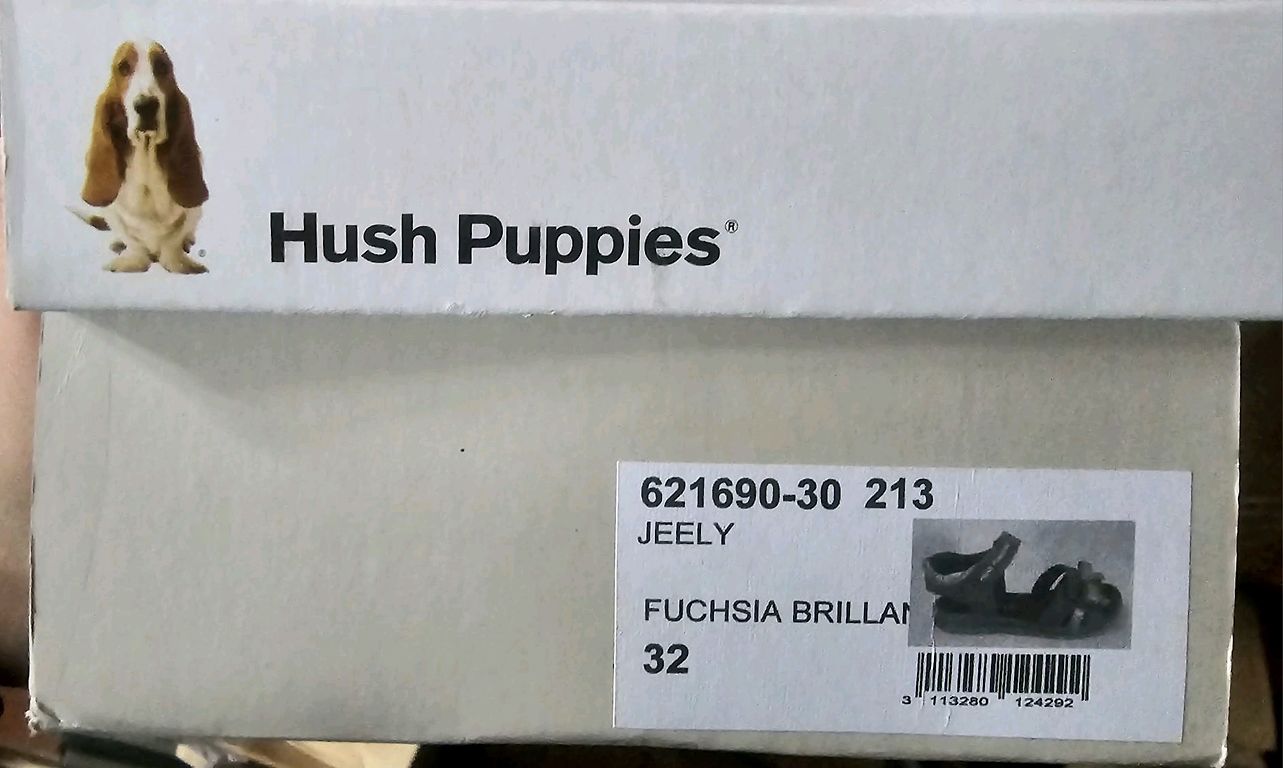 Hush Puppies®
621690-30 213
JEELY
FUCHSIA BRILLAN
32
3 113280 124292